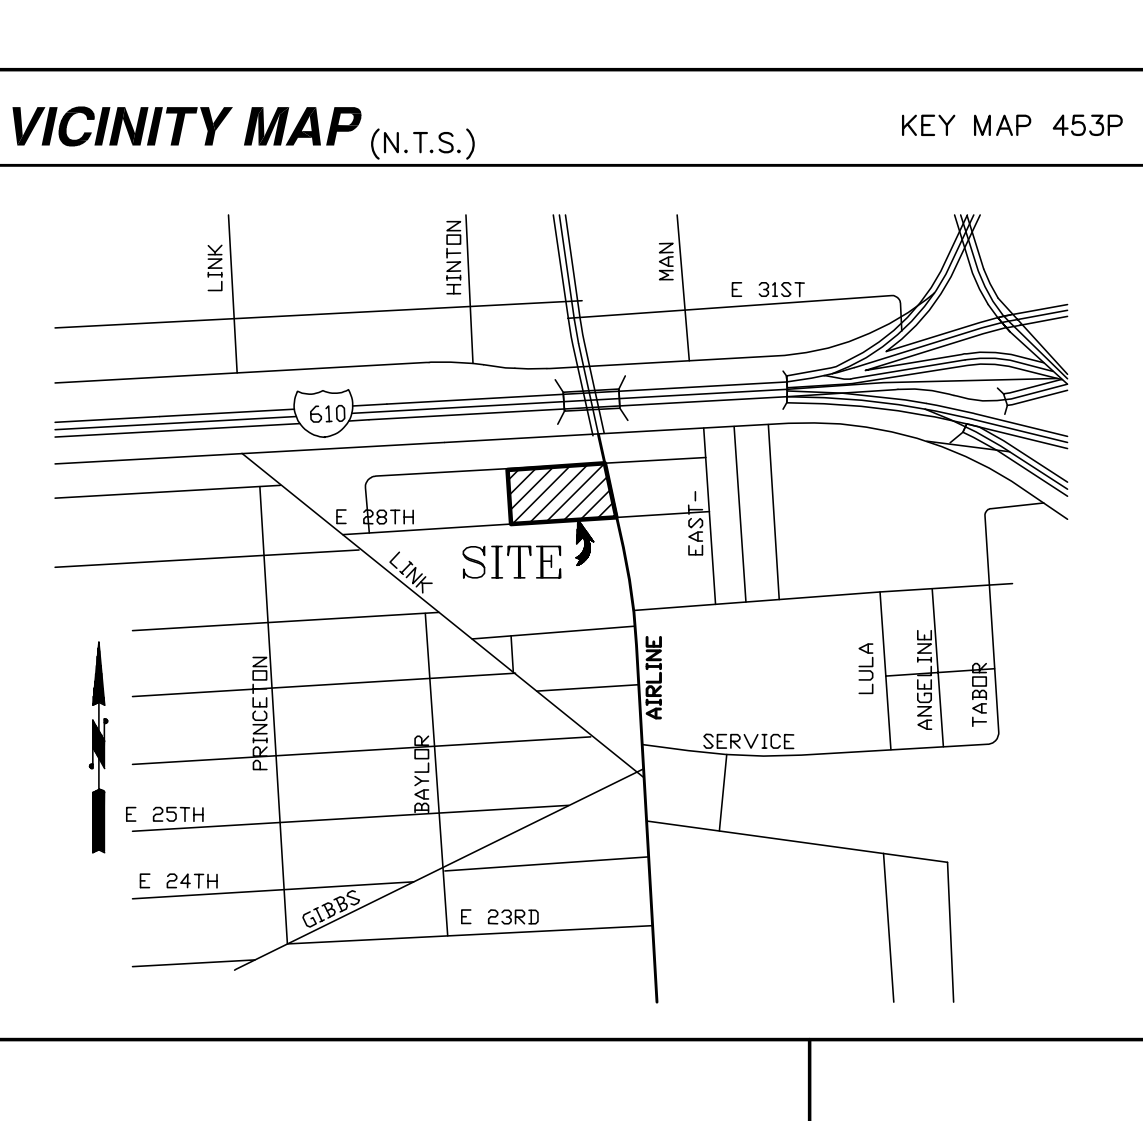 VICINITY MAP (N.T.S.)
KEY MAP 453P
LINK
HINTON
MAN
E 31ST
610
E 28TH
EAST-
LINK
SITE
PRINCETON
AIRLINE
LULA
ANGELINE
TABOR
N
BAYLOR
SERVICE
E 25TH
E 24TH
GIBBS
E 23RD